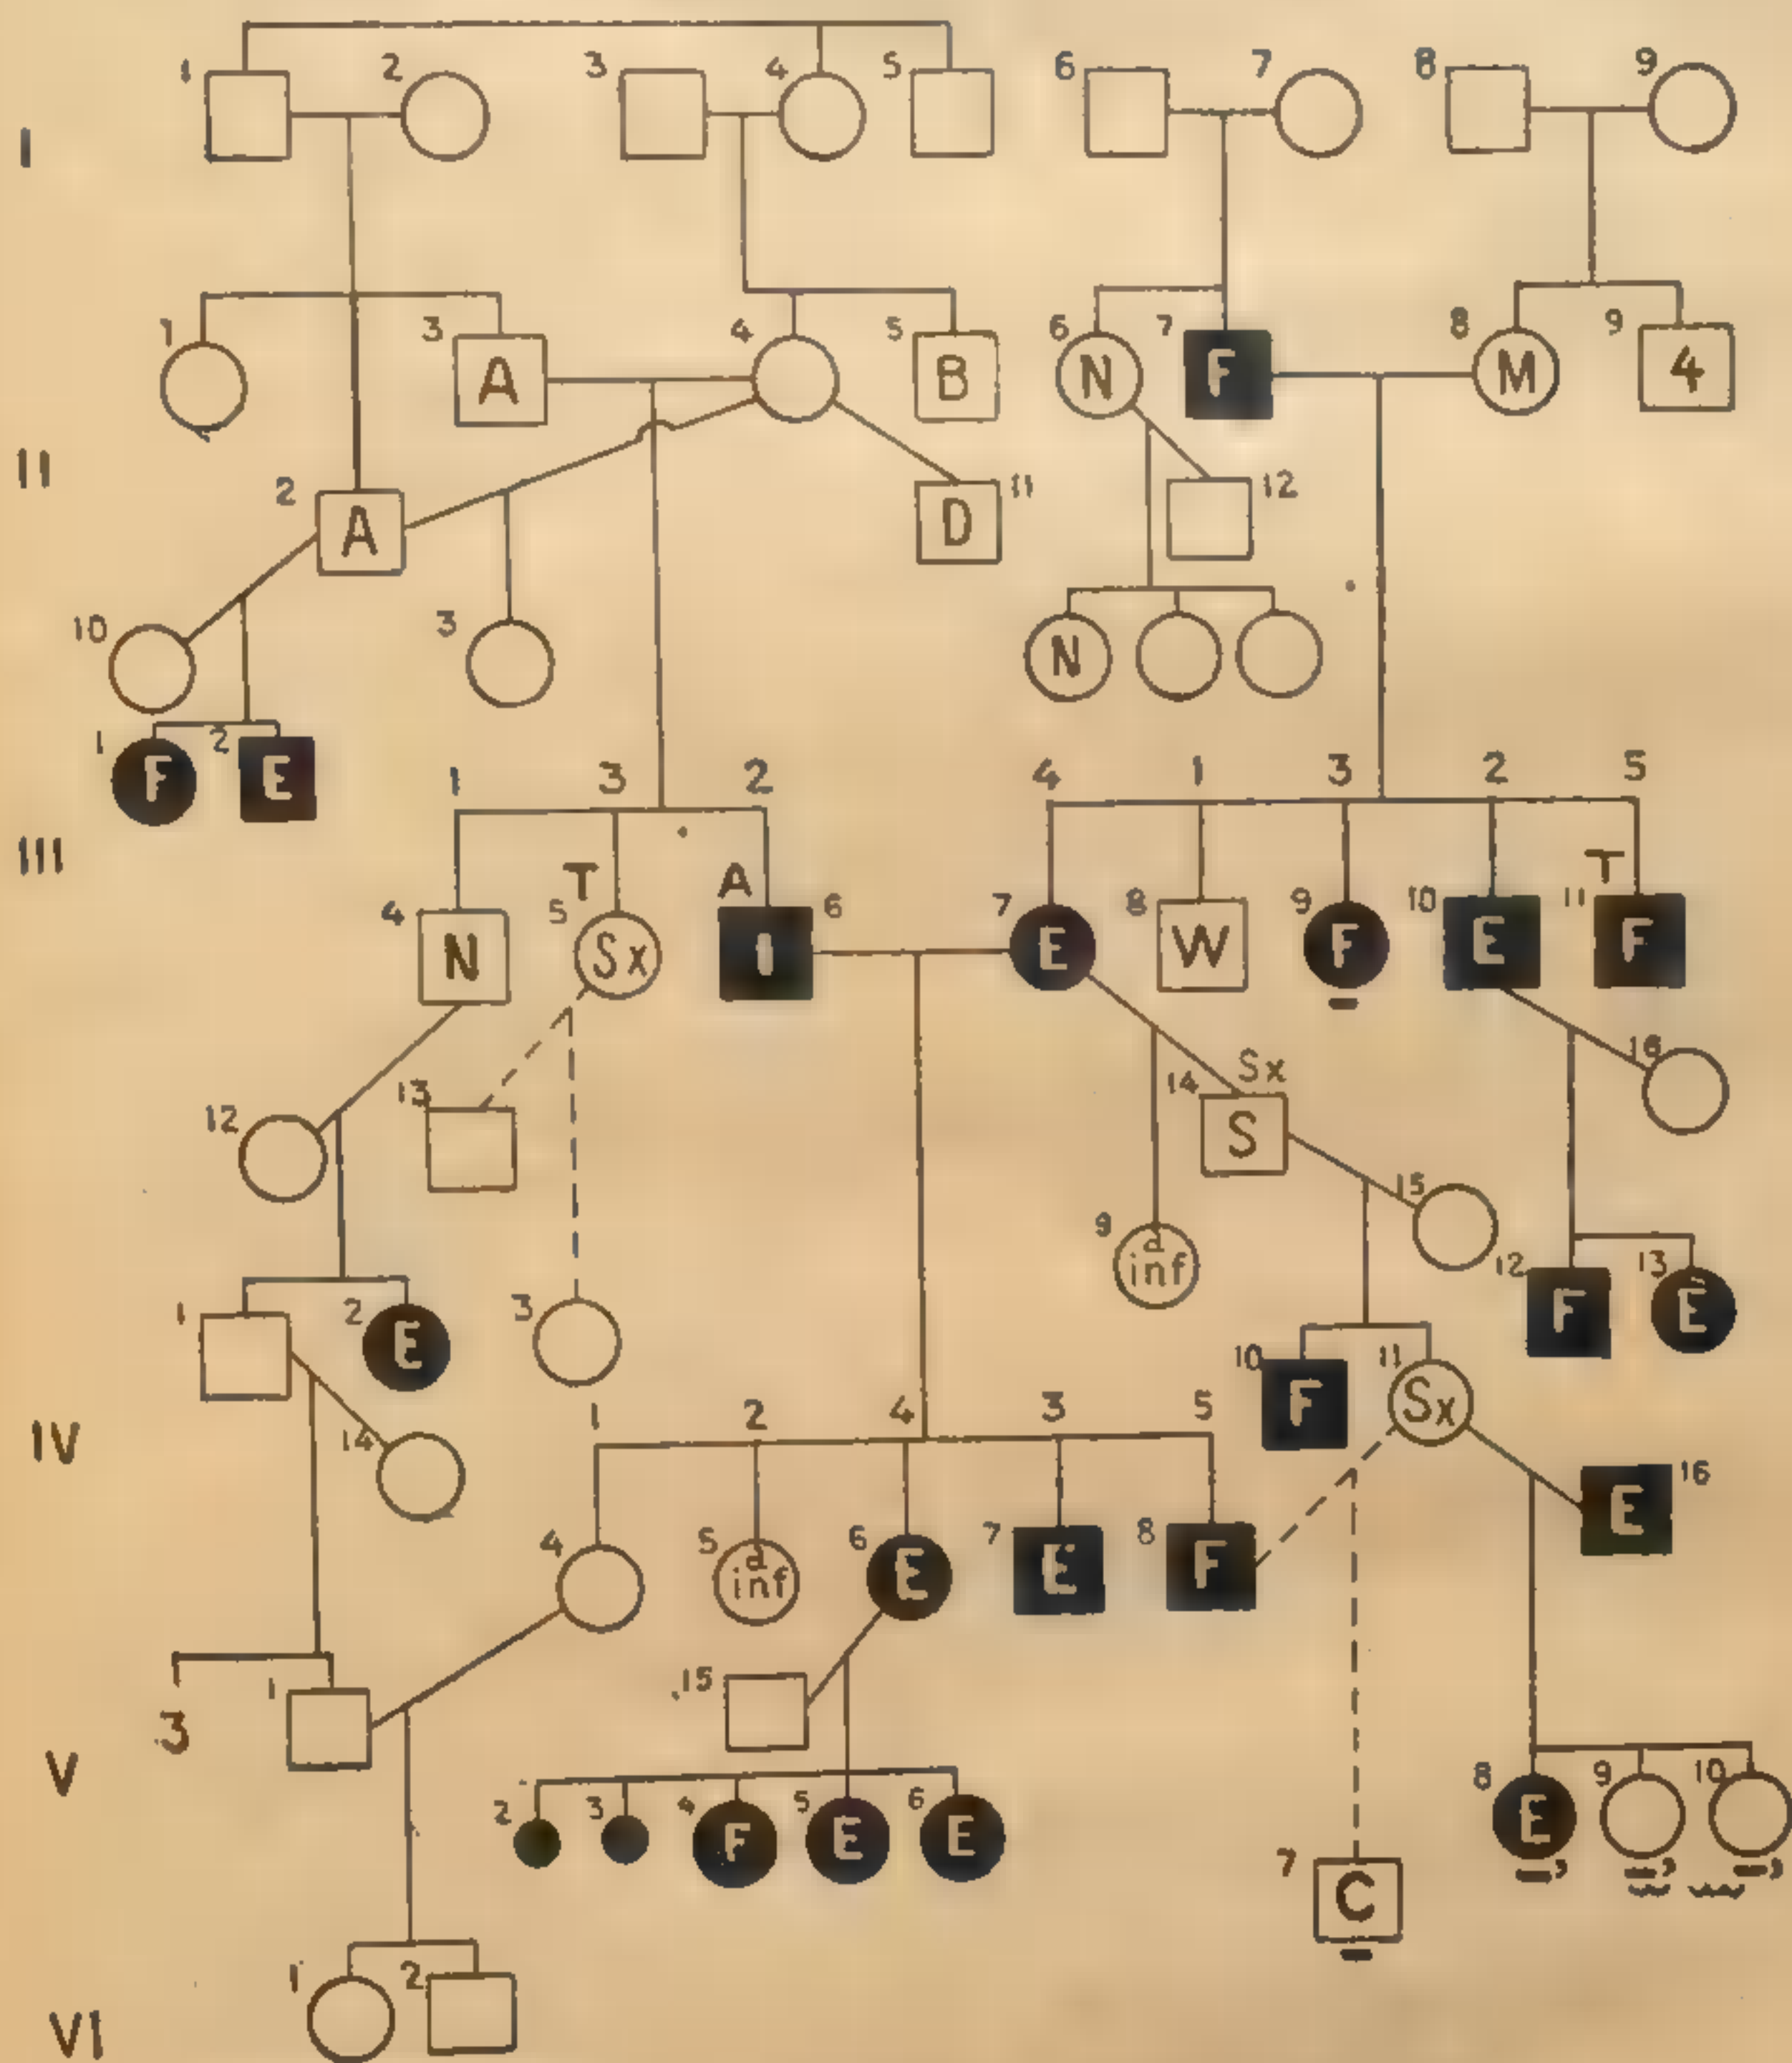 1 2 3 4 5 6 7 8 9
I
1 3 A 4 5 B 6 N 7 F 8 M 9 4
II
2 A D 11 12
10 3 N
1 F 2 E
1 3 2 4 1 3 2 5
III
T A T
4 N 5 Sx I 6 7 E 8 W 9 F 10 E 11 F
16
12 13 14 Sx S
15
9 d inf
1 2 E 3 12 F 13 E
10 F 11 Sx
1 2 4 3 5
IV
14 E 16
4 5 d inf 6 E 7 E 8 F
15
3 1
V
2 3 4 F 5 E 6 E 8 E 9 10
7 C
1 2
VI